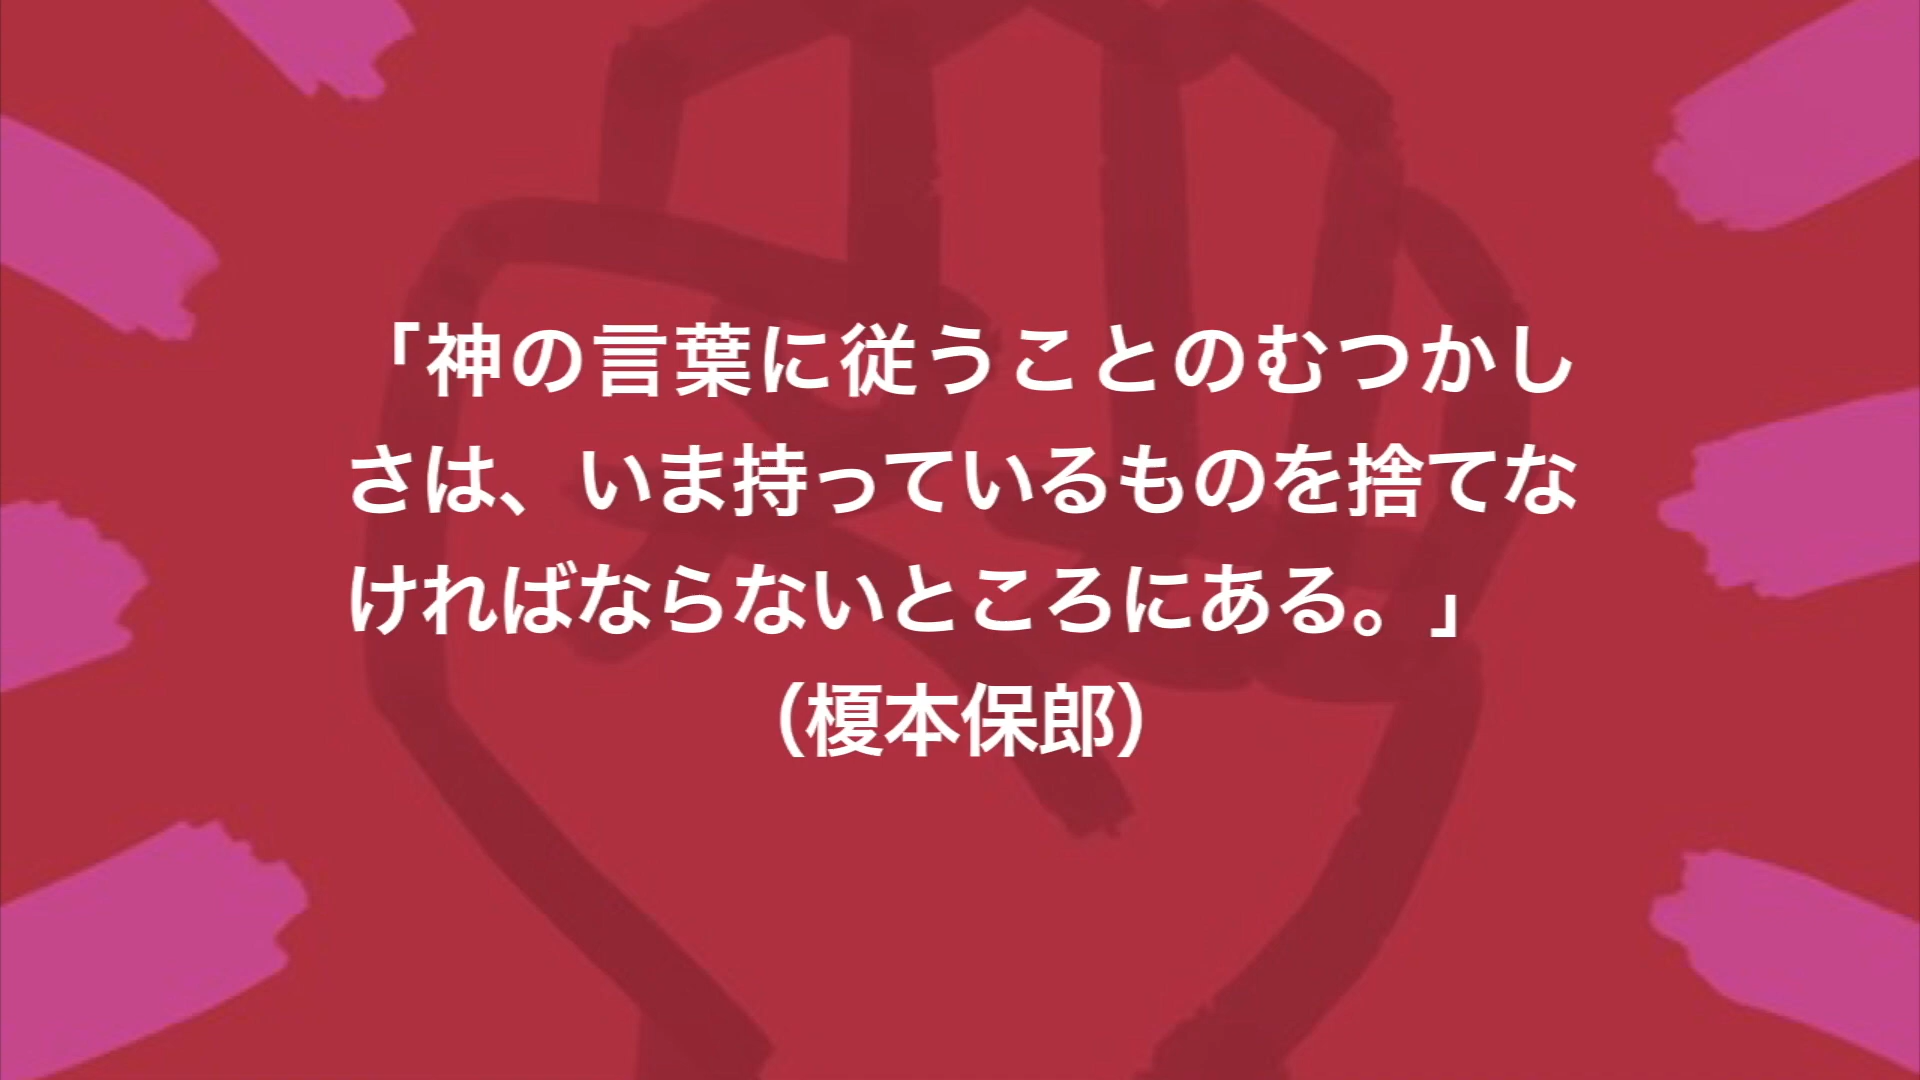 「神の言葉に従うことのむつかし
さは、いま持っているものを捨てな
ければならないところにある。」
（榎本保郎）